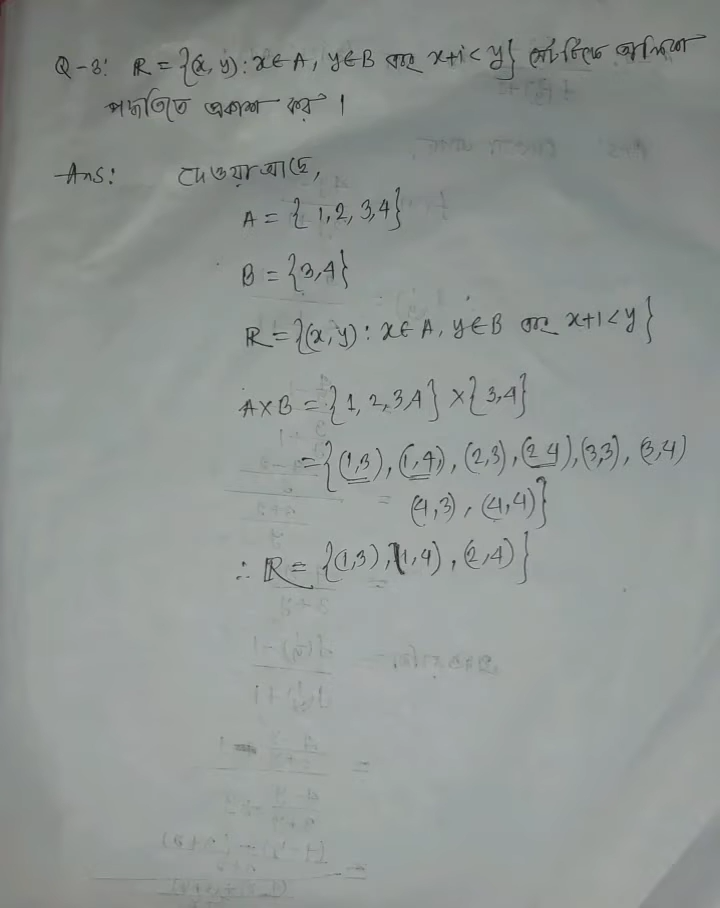 Q-3: R = {(x, y) : x ∈ A, y ∈ B এবং x+1 < y} সেটটিকে তালিকা
পদ্ধতিতে প্রকাশ কর ।
Ans: দেওয়া আছে,
A = {1, 2, 3, 4}
B = {3, 4}
R = {(x, y) : x ∈ A, y ∈ B এবং x+1 < y}
A×B = {1, 2, 3, 4} × {3, 4}
= {(1,3), (1,4), (2,3), (2 4), (3,3), (3,4)
(4,3), (4,4)}
∴ R = {(1,3), (1,4), (2,4)}